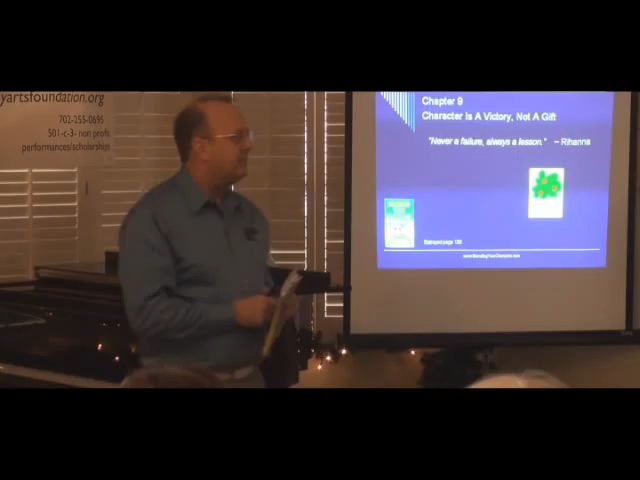 yartsfoundation.org
702-255-0695
501-c-3- non profi
performances/scholarships
Chapter 9
Character Is A Victory, Not A Gift
"Never a failure, always a lesson." ~ Rihanna